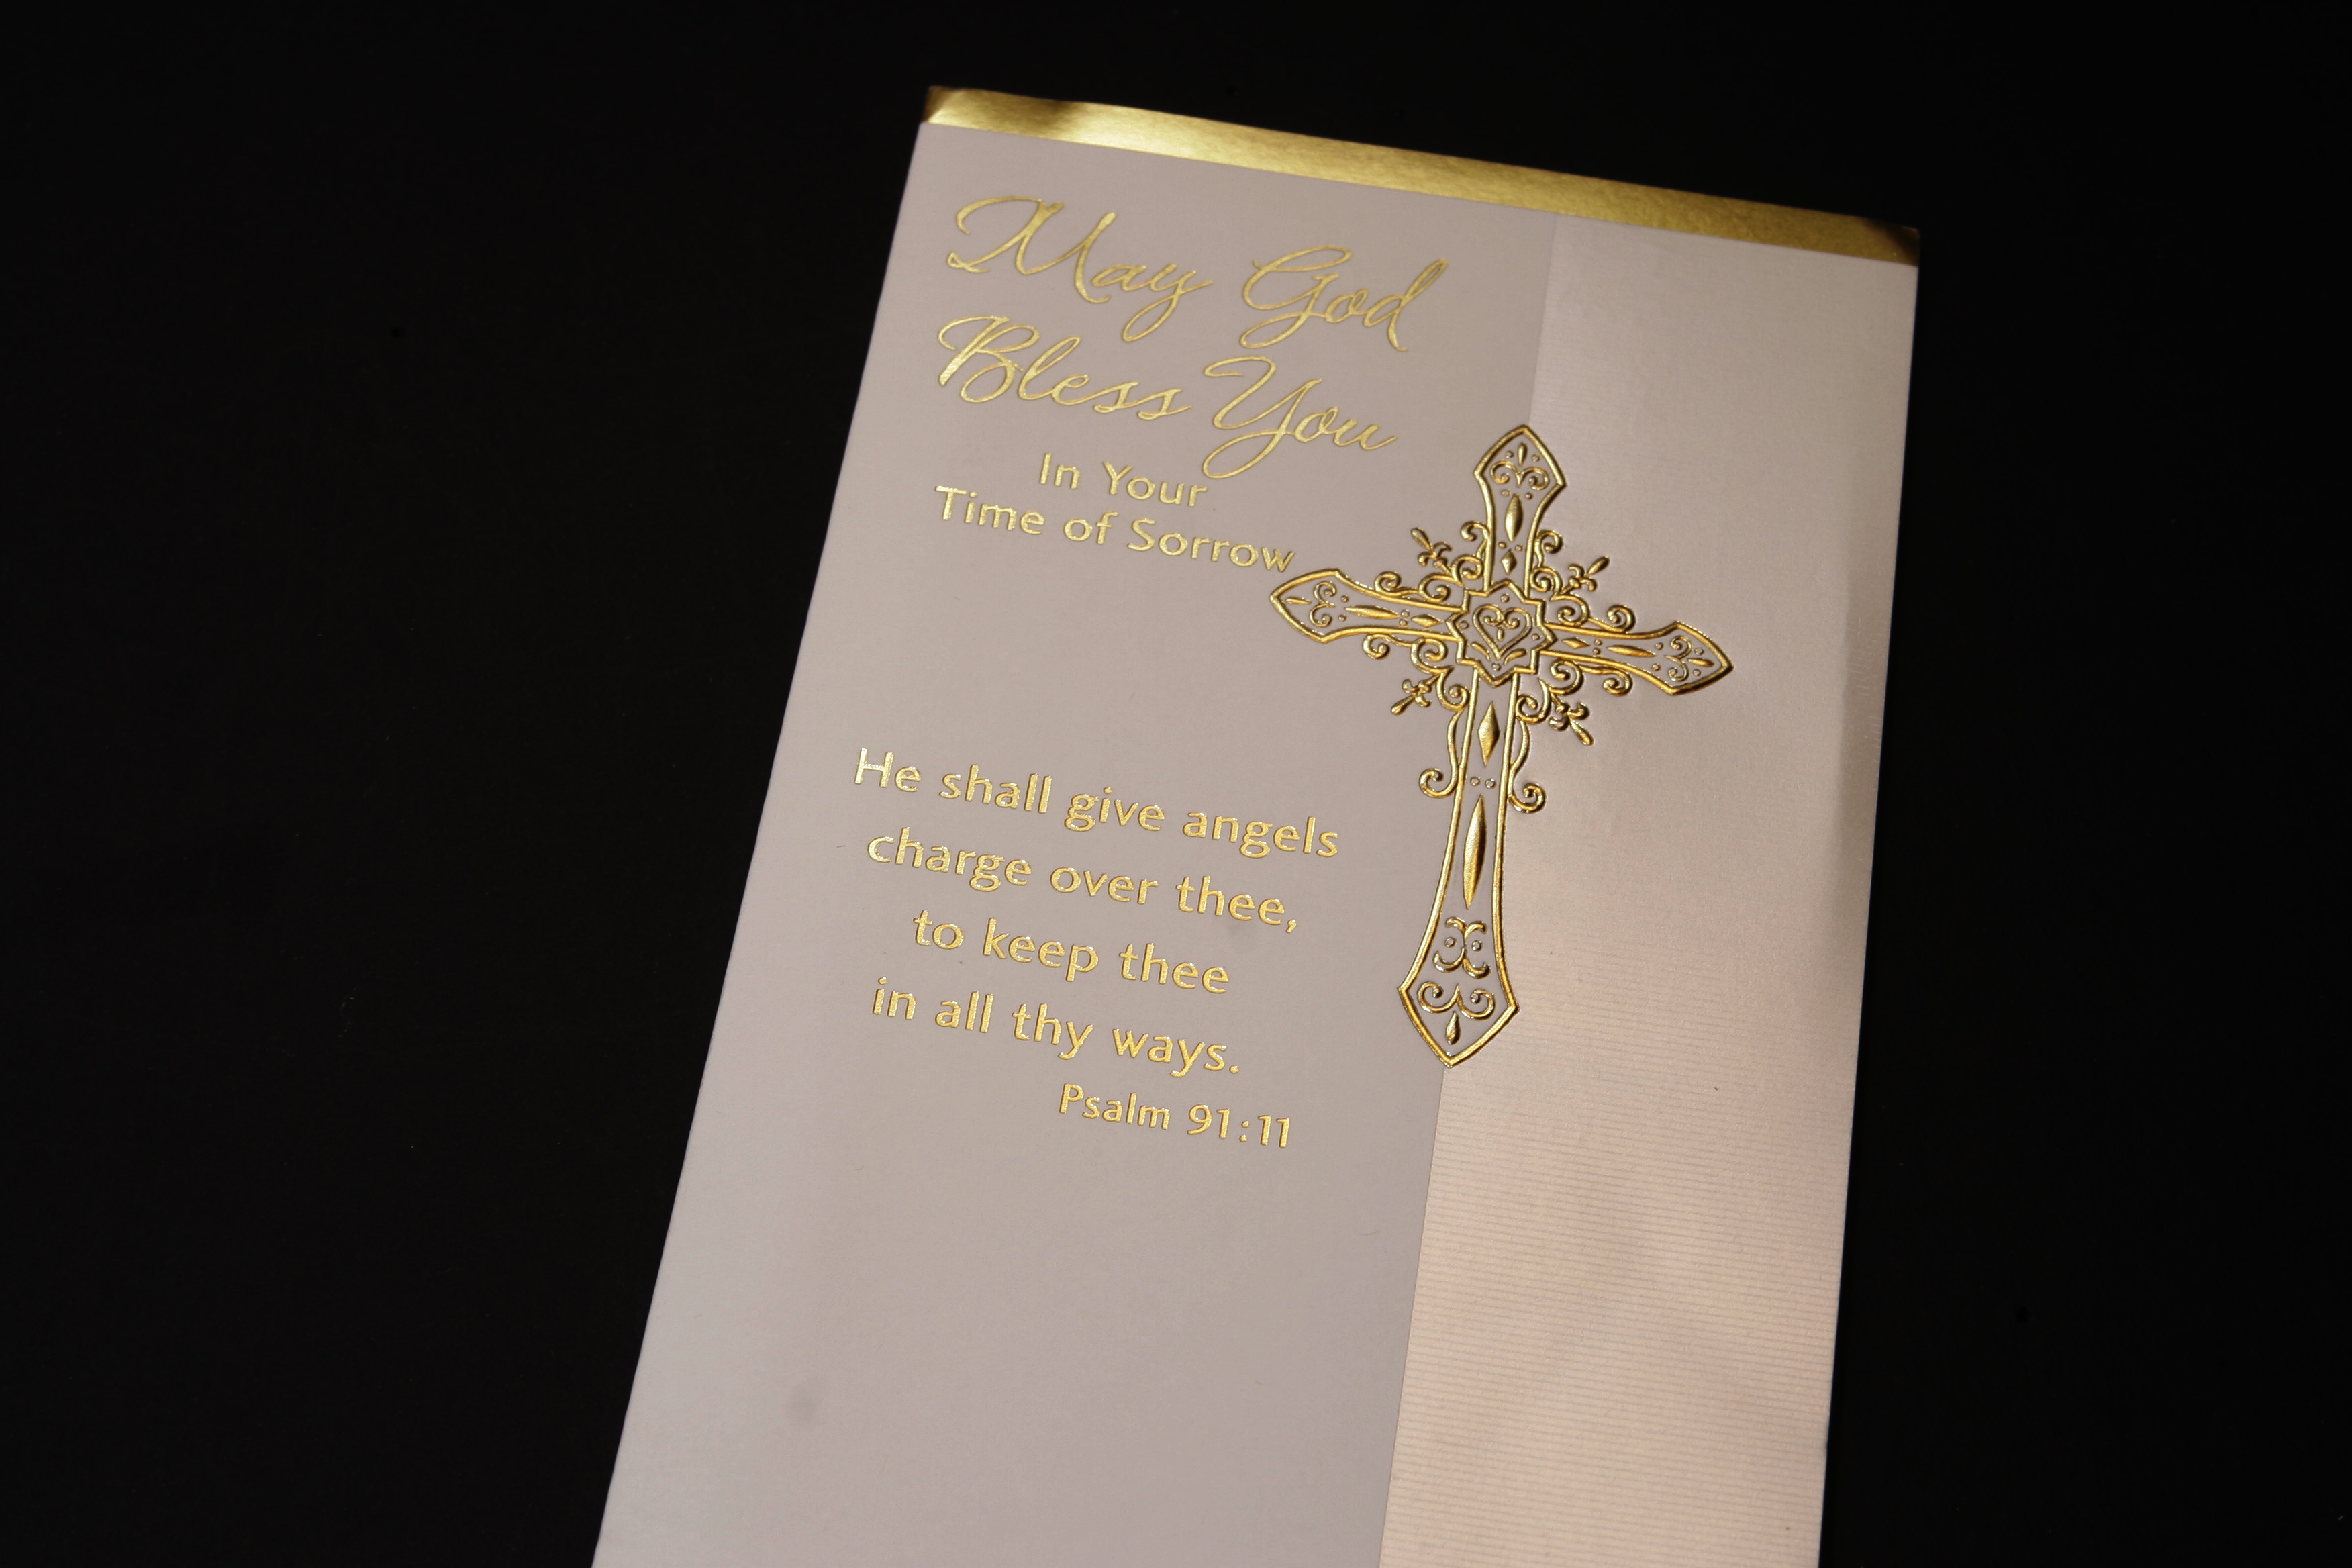 May God
Bless You
In Your
Time of Sorrow
He shall give angels
charge over thee,
to keep thee
in all thy ways.
Psalm 91:11